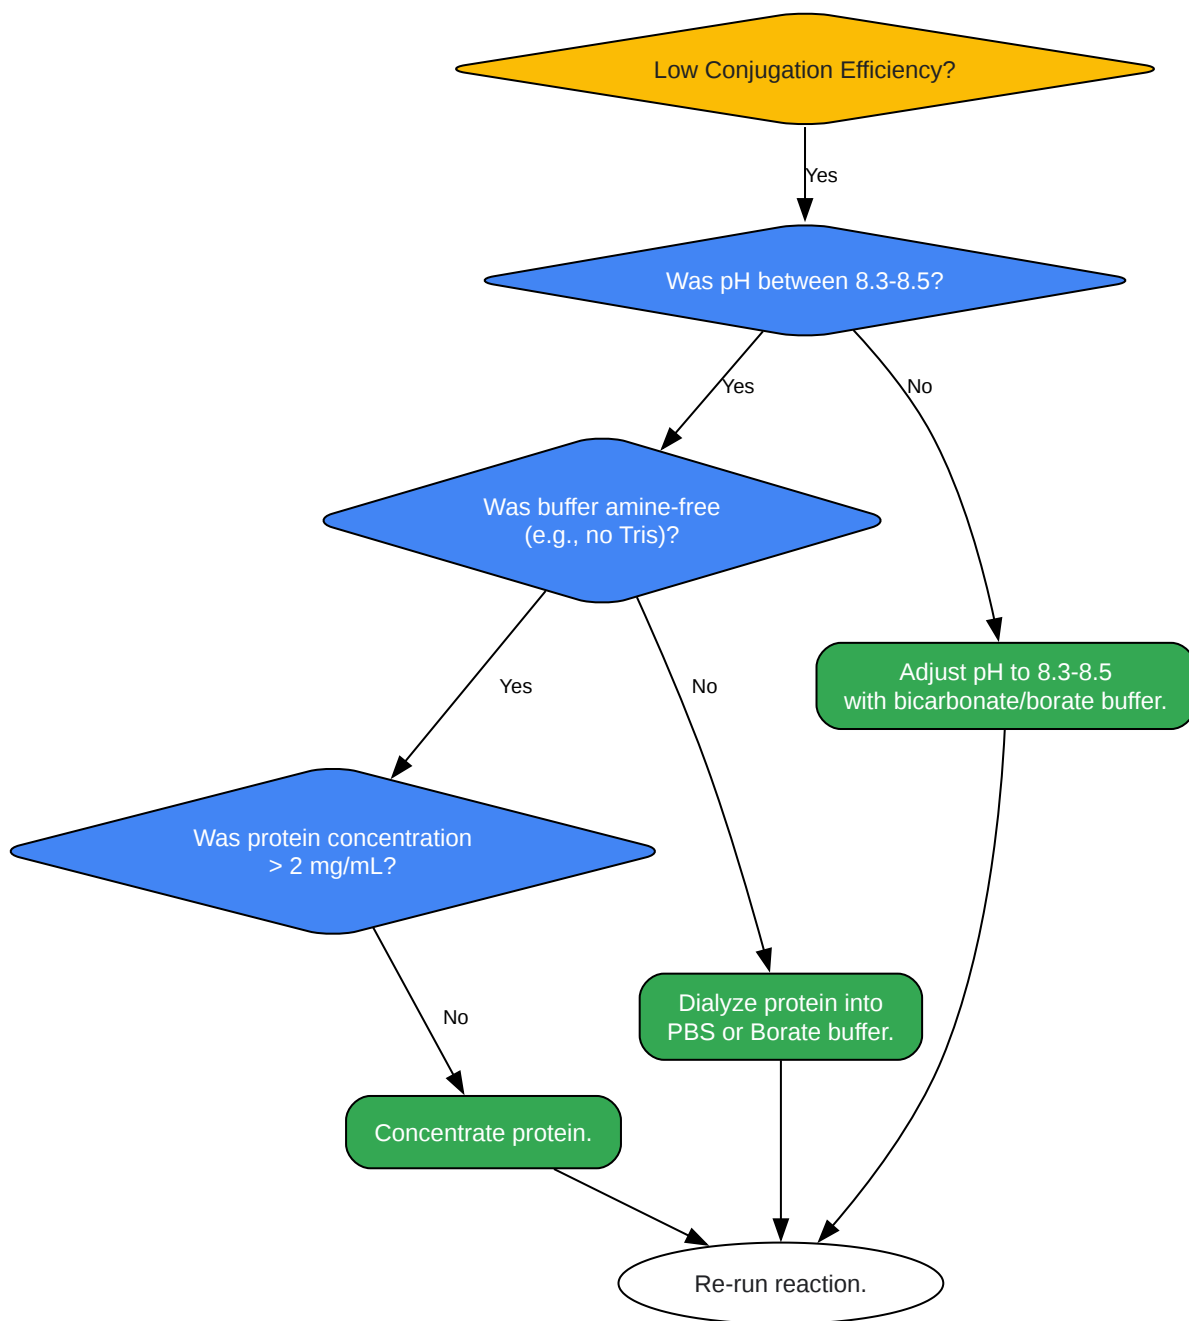 Low Conjugation Efficiency?
Yes
Was pH between 8.3-8.5?
Yes
No
Was buffer amine-free
(e.g., no Tris)?
Yes
No
Adjust pH to 8.3-8.5
with bicarbonate/borate buffer.
Was protein concentration
> 2 mg/mL?
No
Dialyze protein into
PBS or Borate buffer.
Concentrate protein.
Re-run reaction.